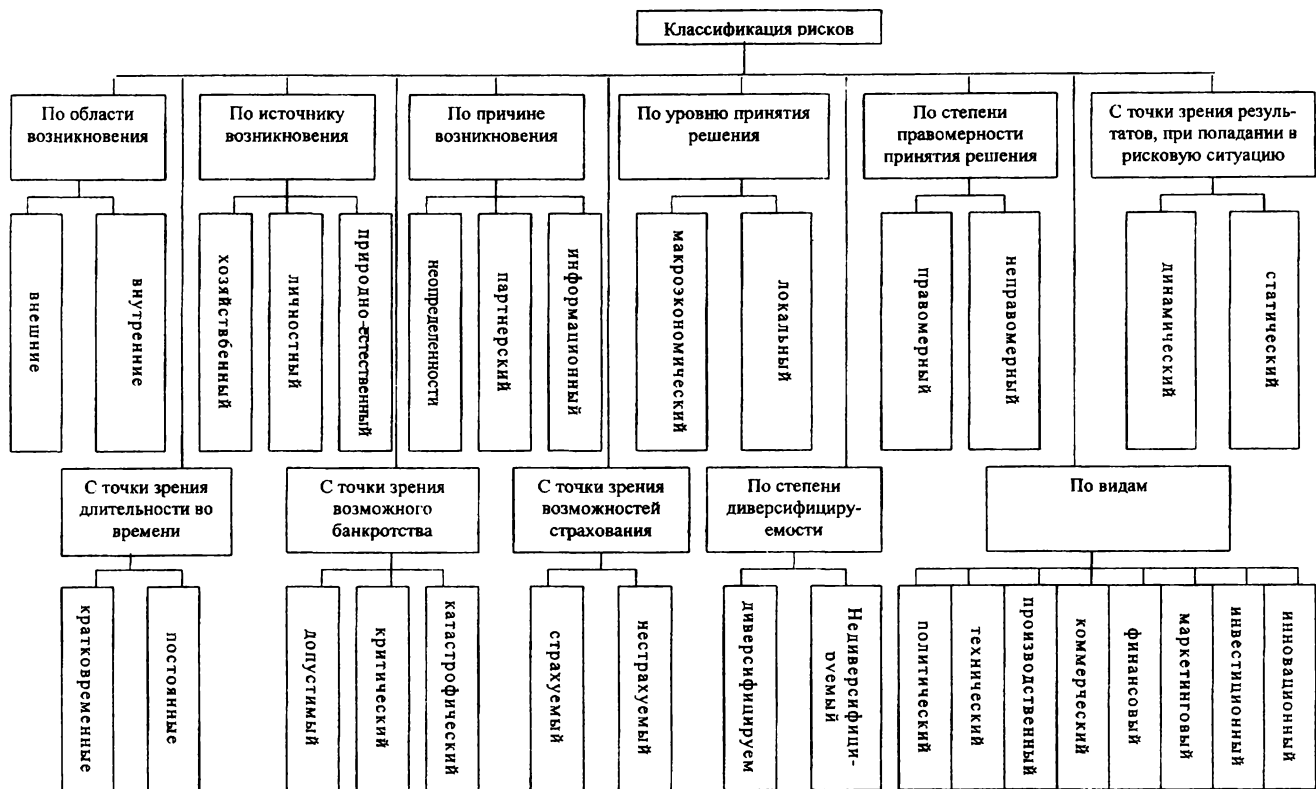 Классификация рисков
По области
возникновения
По источнику
возникновения
По причине
возникновения
По уровню принятия
решения
По степени
правомерности
принятия решения
С точки зрения резуль-
татов, при попадании в
рисковую ситуацию
внешние
внутренние
хозяйствбенный
личностный
природно-естественный
неопределенности
партнерский
информационный
макроэкономический
локальный
правомерный
неправомерный
динамический
статический
С точки зрения
длительности во
времени
С точки зрения
возможного
банкротства
С точки зрения
возможностей
страхования
По степени
диверсифицируу-
емости
По видам
кратковременные
постоянные
допустимый
критический
катастрофический
страхуемый
нестрахуемый
диверсифицируем
Недиверсифици-
руемый
политический
технический
производственный
коммерческий
финансовый
маркетинговый
инвестиционный
инновационный